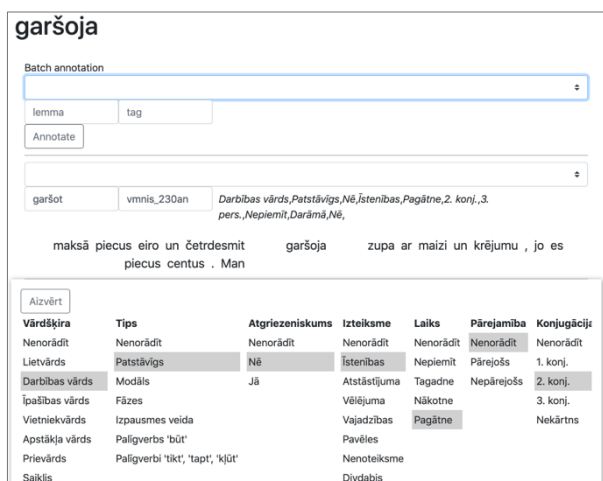 garšoja
Batch annotation
lemma tag
Annotate
garšot vmnis_230an Darbības vārds,Patstāvīgs,Nē,Īstenības,Pagātne,2. konj.,3.
pers.,Nepiemīt,Darāmā,Nē,
maksā piecus eiro un četrdesmit garšoja zupa ar maizi un krējumu , jo es
piecus centus . Man
Aizvērt
Vārdšķira Tips Atgriezeniskums Izteiksme Laiks Pārejamība Konjugācija
Nenorādīt Nenorādīt Nenorādīt Nenorādīt Nenorādīt Nenorādīt Nenorādīt
Lietvārds Patstāvīgs Nē Īstenības Nepiemīt Pārejošs 1. konj.
Darbības vārds Modāls Jā Atstāstījuma Tagadne Nepārejošs 2. konj.
Īpašības vārds Fāzes Vēlējuma Nākotne 3. konj.
Vietniekvārds Izpausmes veida Vajadzības Pagātne Nekārtns
Apstākļa vārds Palīgverbs 'būt' Pavēles
Prievārds Palīgverbi 'tikt', 'tapt', 'kļūt' Nenoteiksme
Saiklis Divdabis